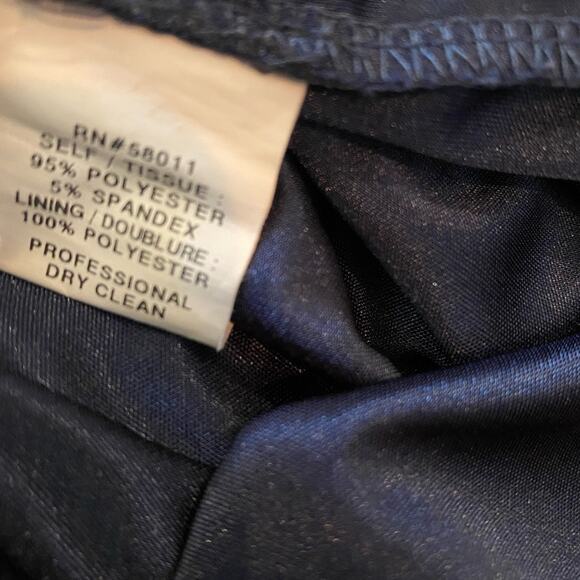 RN#58011
SELF / TISSUE :
95% POLYESTER
5% SPANDEX
LINING / DOUBLURE :
100% POLYESTER
PROFESSIONAL
DRY CLEAN